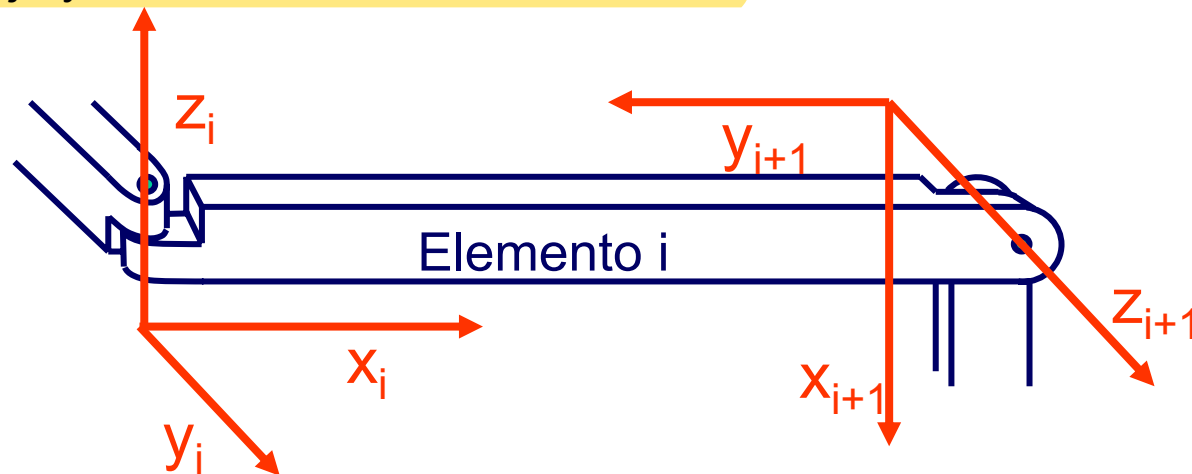 zᵢ
yᵢ₊₁
Elemento i
zᵢ₊₁
xᵢ
xᵢ₊₁
yᵢ